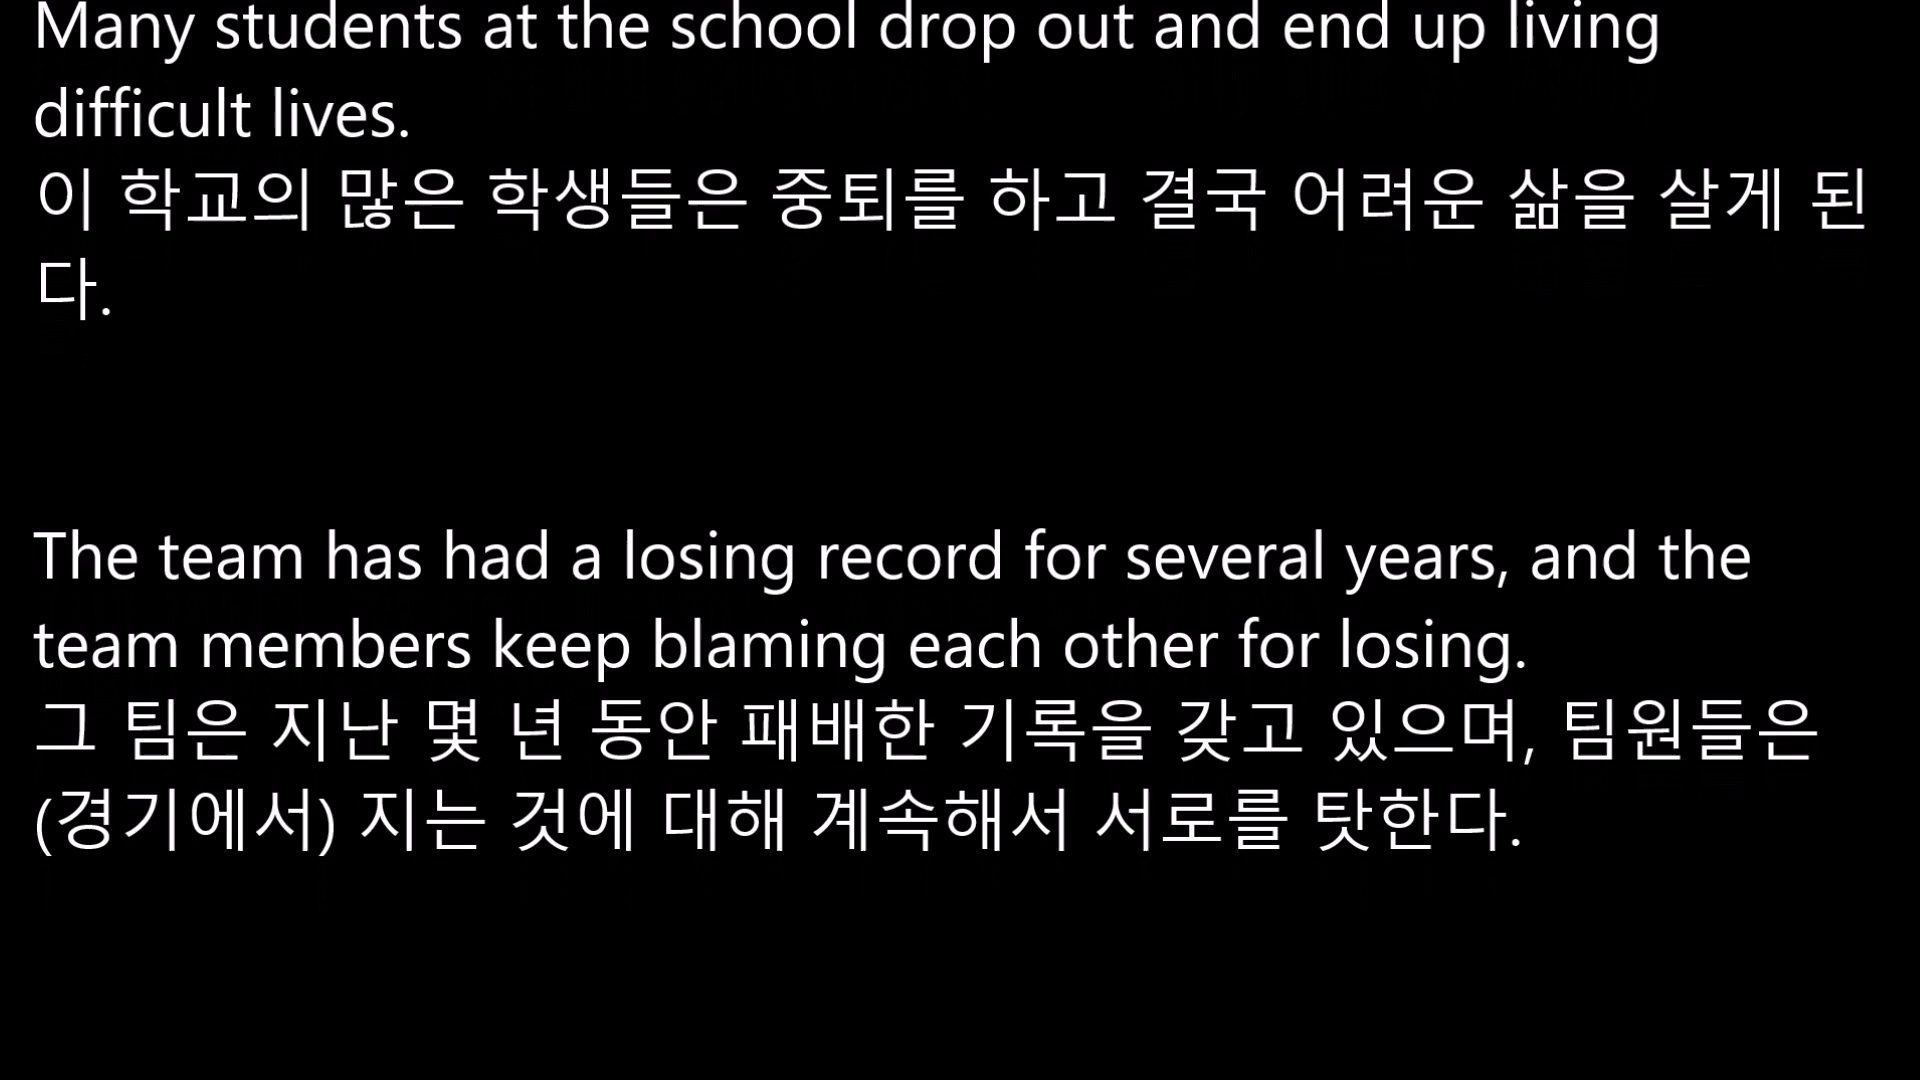 Many students at the school drop out and end up living
difficult lives.
이 학교의 많은 학생들은 중퇴를 하고 결국 어려운 삶을 살게 된
다.
The team has had a losing record for several years, and the
team members keep blaming each other for losing.
그 팀은 지난 몇 년 동안 패배한 기록을 갖고 있으며, 팀원들은
(경기에서) 지는 것에 대해 계속해서 서로를 탓한다.